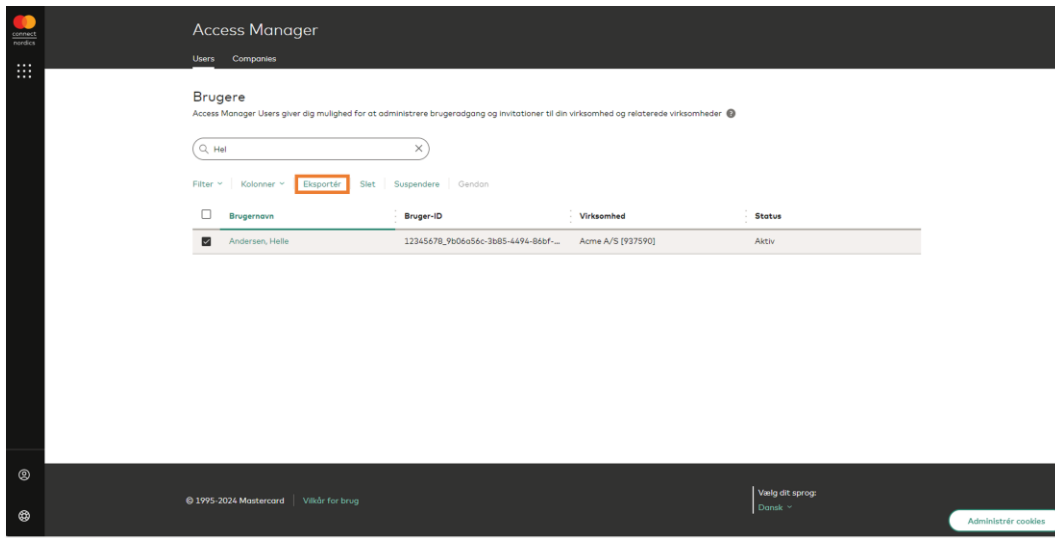 connect
nordics
Access Manager
Users Companies
Brugere
Access Manager Users giver dig mulighed for at administrere brugeradgang og invitationer til din virksomhed og relaterede virksomheder ?
Hel
Filter Kolonner Eksportér Slet Suspendere Gendan
Brugernavn Bruger-ID Virksomhed Status
Andersen, Helle 12345678_9b06a56c-3b85-4494-86bf-... Acme A/S [937590] Aktiv
© 1995-2024 Mastercard Vilkår for brug
Vælg dit sprog:
Dansk
Administrér cookies